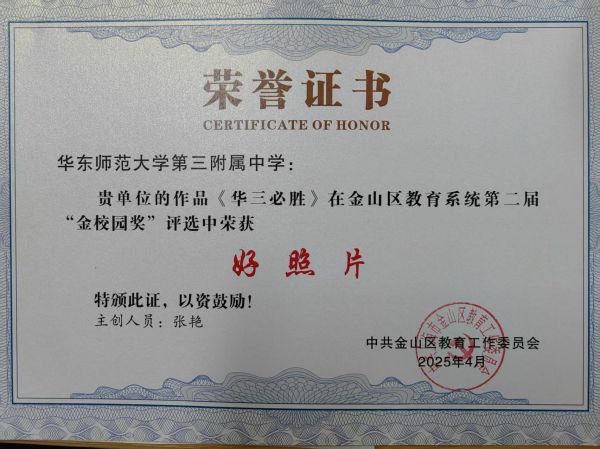 荣誉证书
CERTIFICATE OF HONOR
华东师范大学第三附属中学：
贵单位的作品《华三必胜》在金山区教育系统第二届
“金校园奖”评选中荣获
好照片
特颁此证，以资鼓励！
主创人员：张艳
中共金山区教育工作委员会
2025年4月